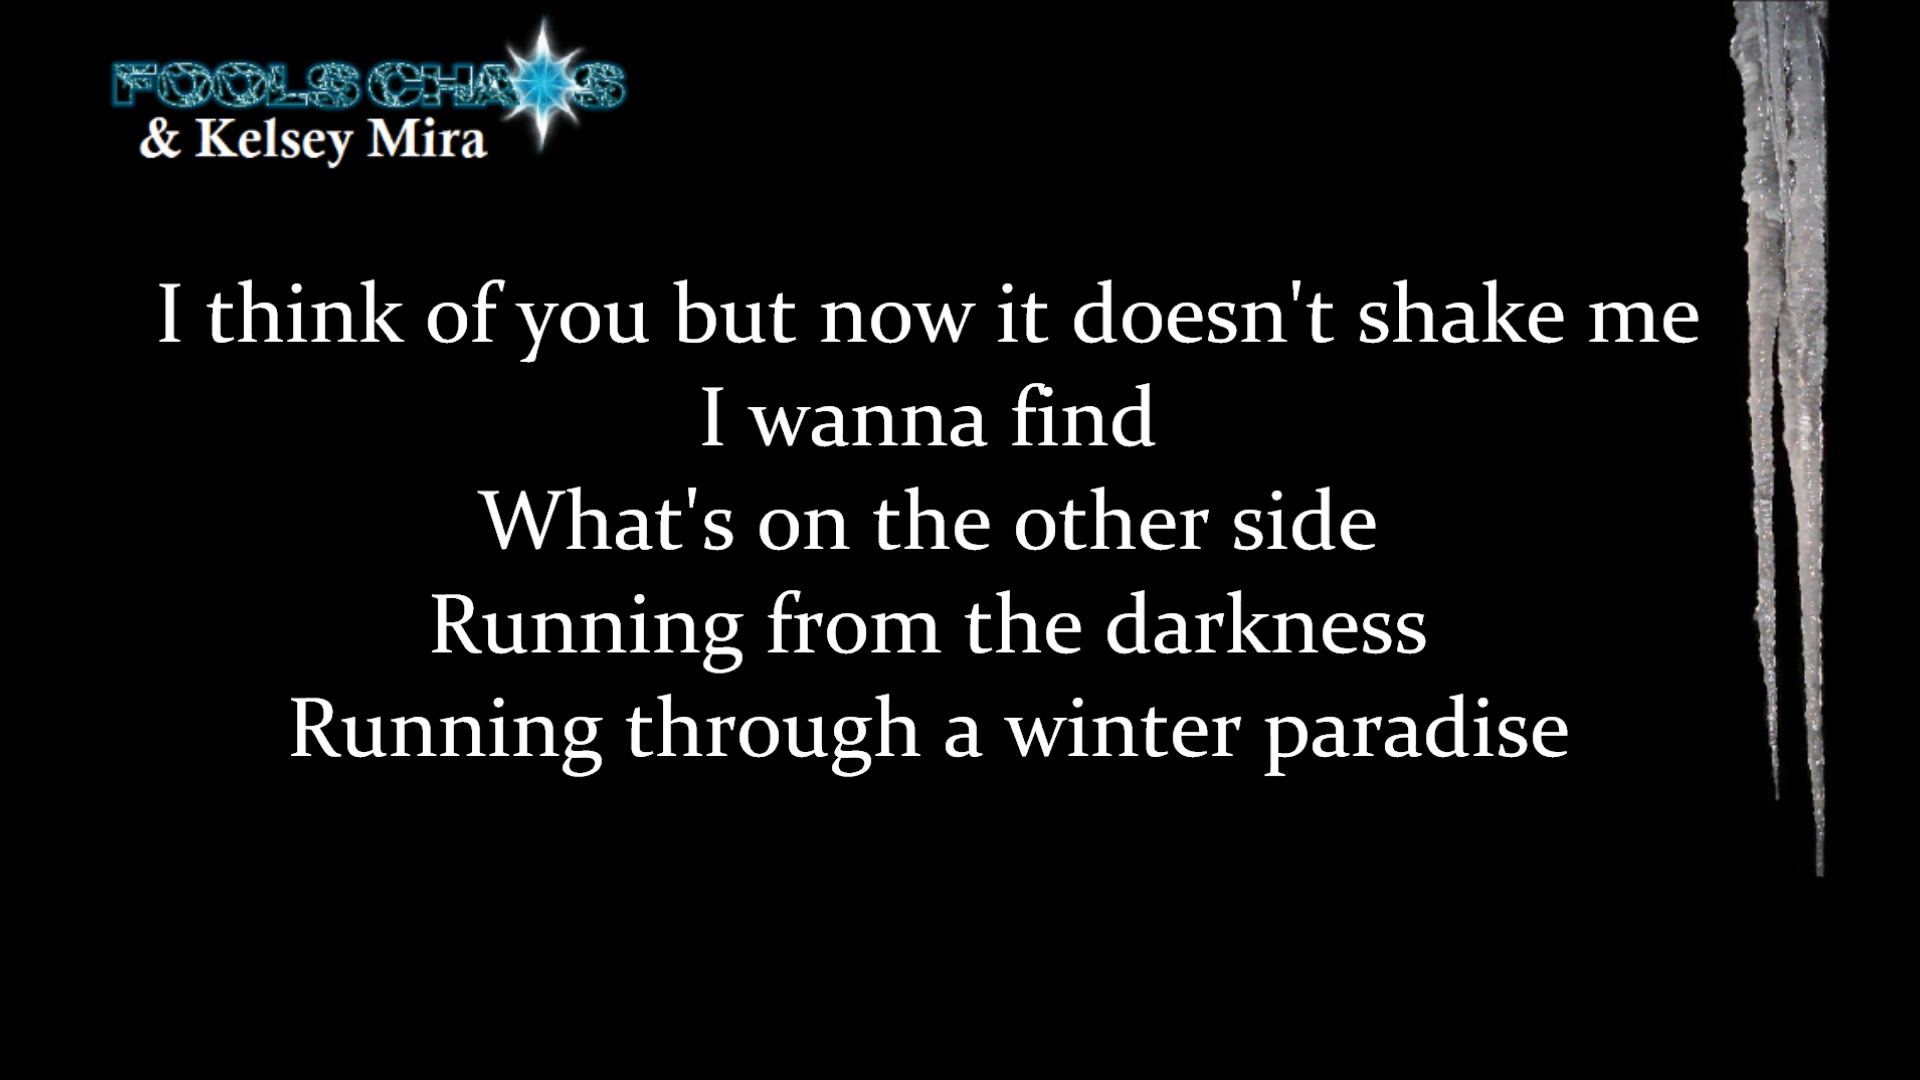 FOOLS CHAOS
& Kelsey Mira
I think of you but now it doesn't shake me
I wanna find
What's on the other side
Running from the darkness
Running through a winter paradise